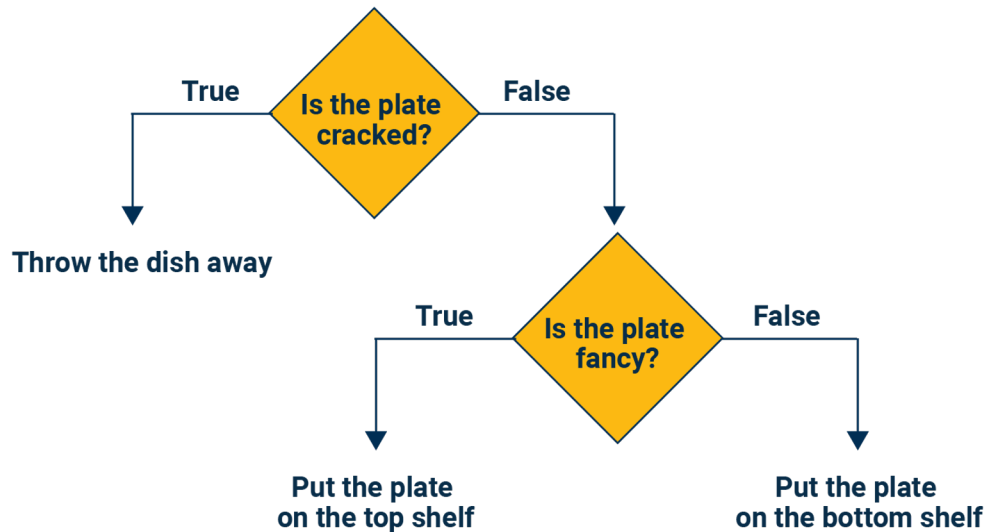 True
Is the plate
cracked?
False
Throw the dish away
True
Is the plate
fancy?
False
Put the plate
on the top shelf
Put the plate
on the bottom shelf